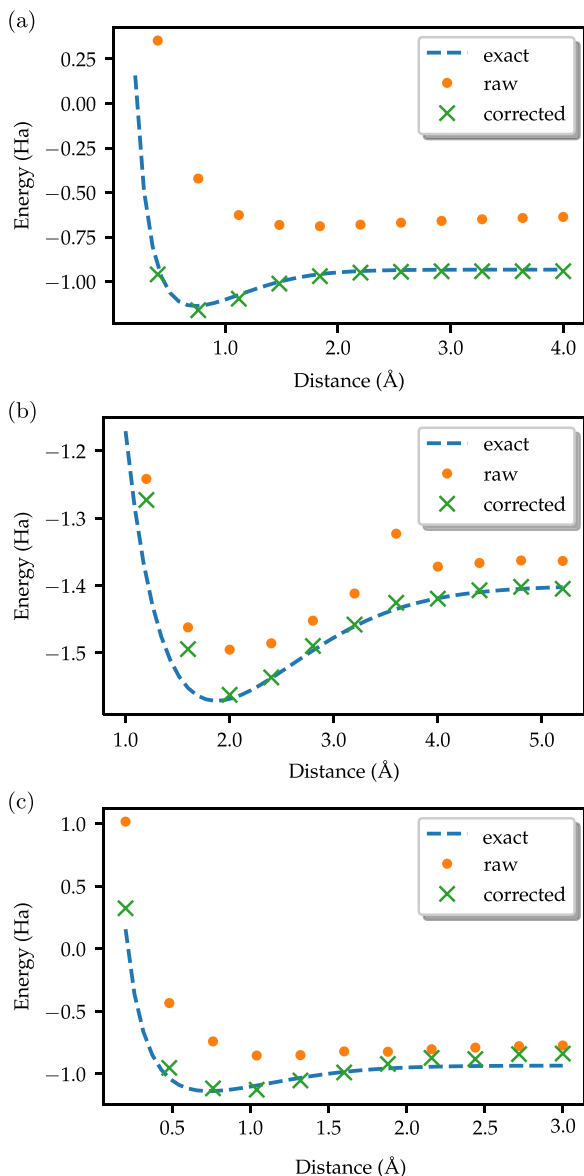 (a)
0.25
0.00
−0.25
−0.50
−0.75
−1.00
Energy (Ha)
exact
raw
corrected
1.0
2.0
3.0
4.0
Distance (Å)
(b)
−1.2
−1.3
−1.4
−1.5
Energy (Ha)
exact
raw
corrected
1.0
2.0
3.0
4.0
5.0
Distance (Å)
(c)
1.0
0.5
0.0
−0.5
−1.0
Energy (Ha)
exact
raw
corrected
0.5
1.0
1.5
2.0
2.5
3.0
Distance (Å)